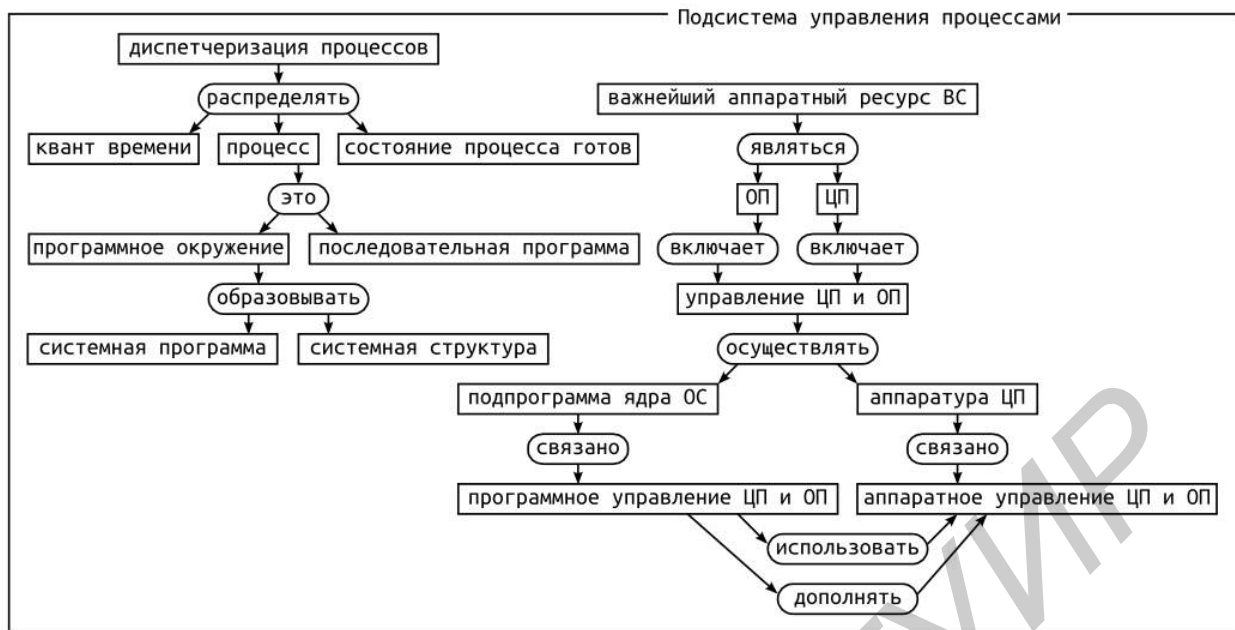 Подсистема управления процессами
диспетчеризация процессов
распределять
важнейший аппаратный ресурс ВС
квант времени
процесс
состояние процесса готов
являться
это
ОП
ЦП
программное окружение
последовательная программа
включает
включает
образовывать
управление ЦП и ОП
системная программа
системная структура
осуществлять
подпрограмма ядра ОС
аппаратура ЦП
связано
связано
программное управление ЦП и ОП
аппаратное управление ЦП и ОП
использовать
дополнять
УИР